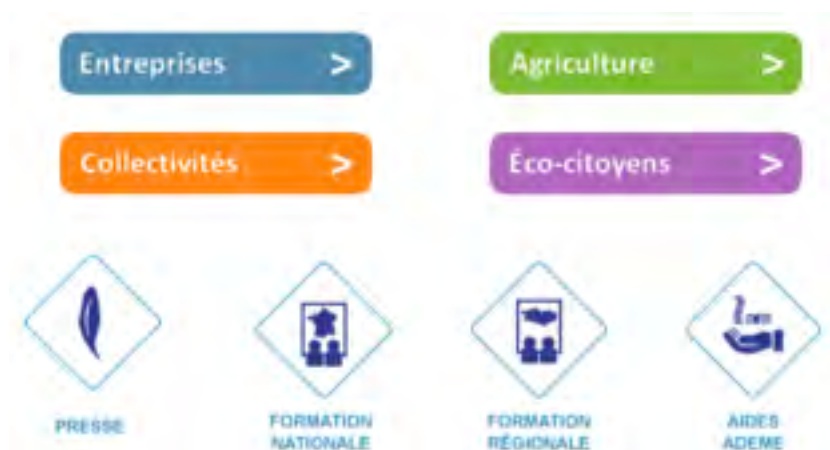 Entreprises >
Agriculture >
Collectivités >
Éco-citoyens >
PRESSE
FORMATION
NATIONALE
FORMATION
RÉGIONALE
AIDES
ADEME